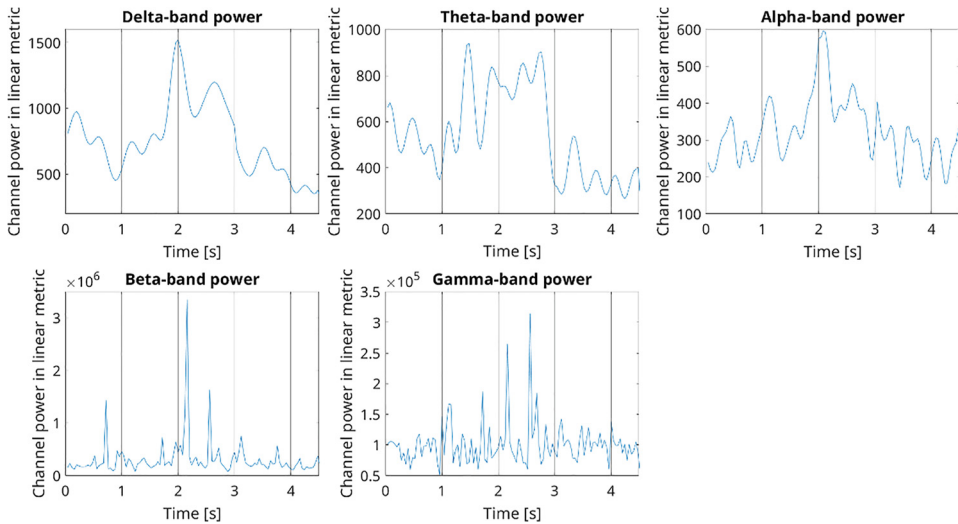 Delta-band power
Channel power in linear metric
1500
1000
500
0 1 2 3 4
Time [s]
Theta-band power
Channel power in linear metric
1000
800
600
400
200
0 1 2 3 4
Time [s]
Alpha-band power
Channel power in linear metric
600
500
400
300
200
100
0 1 2 3 4
Time [s]
Beta-band power
×10⁶
Channel power in linear metric
3
2
1
0
0 1 2 3 4
Time [s]
Gamma-band power
×10⁵
Channel power in linear metric
3.5
3
2.5
2
1.5
1
0.5
0 1 2 3 4
Time [s]